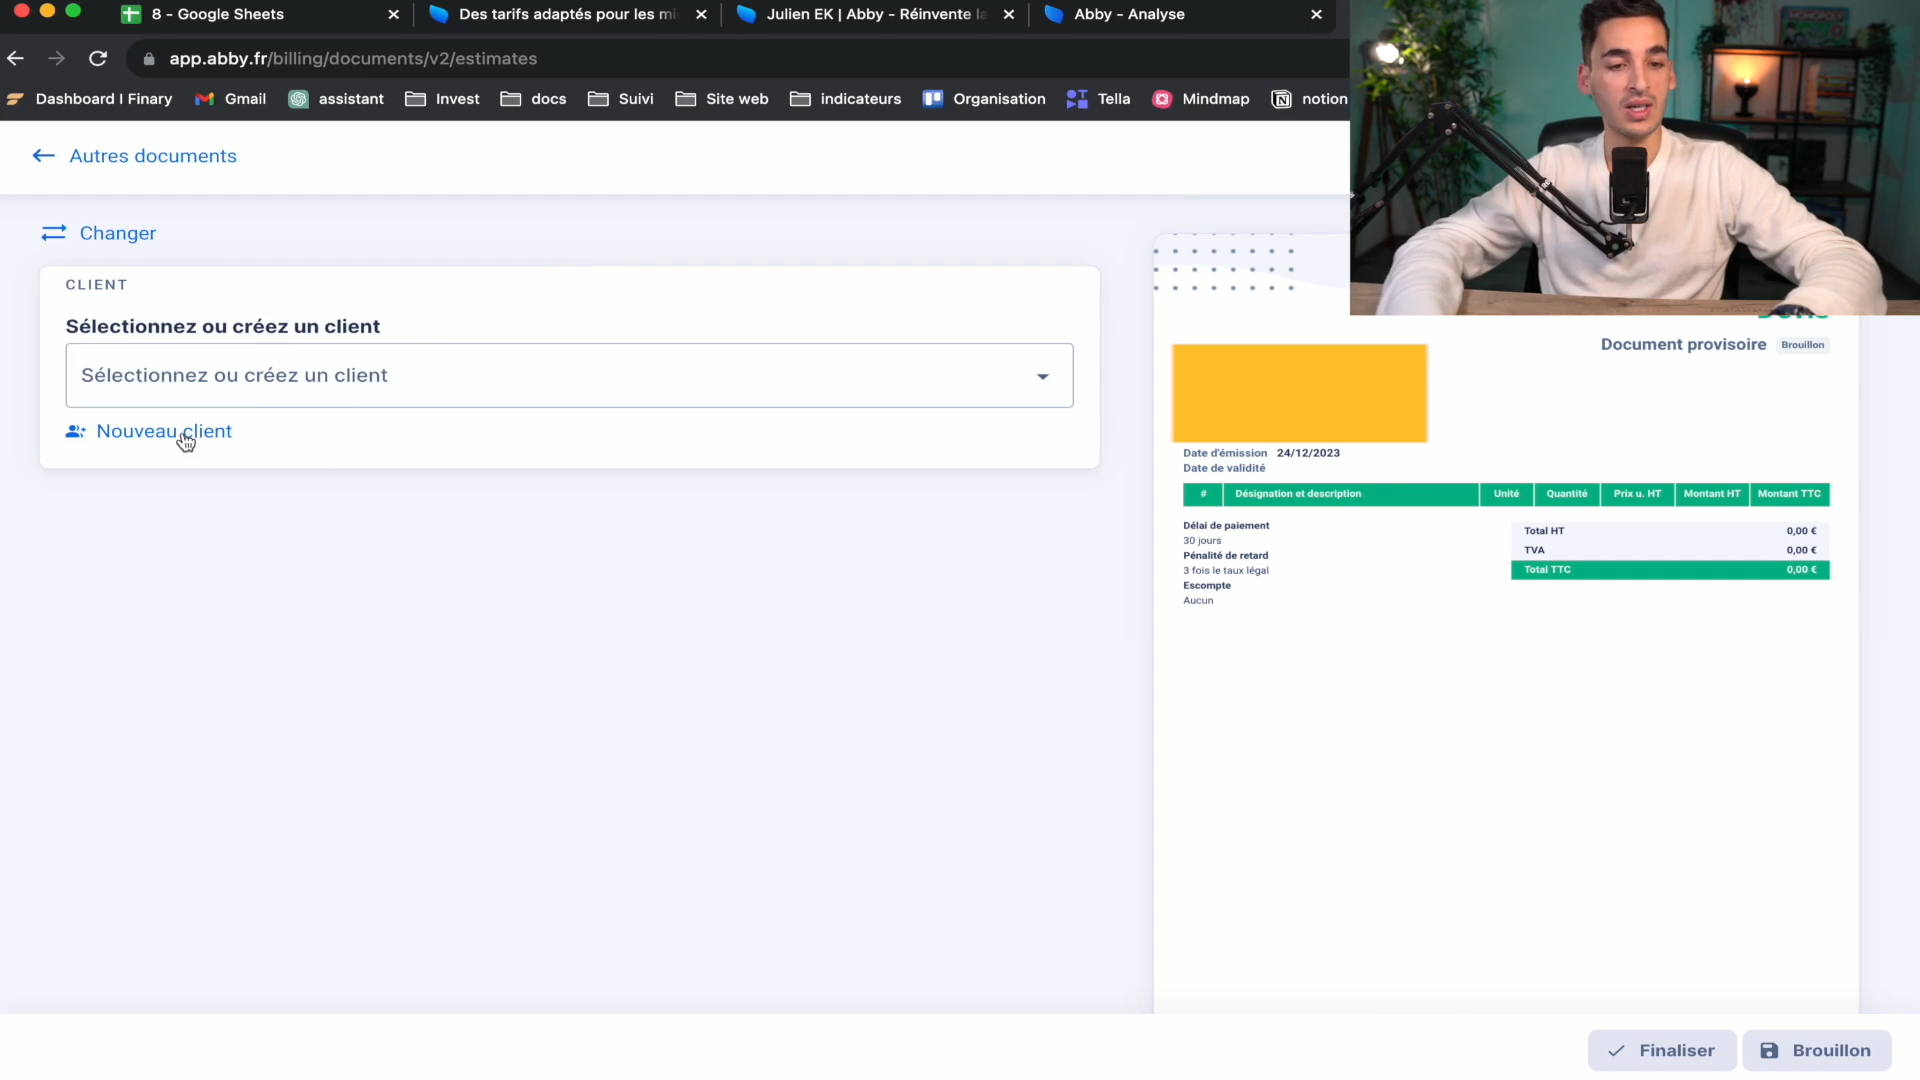 8 - Google Sheets
Des tarifs adaptés pour les mi
Julien EK | Abby - Réinvente la
Abby - Analyse
app.abby.fr/billing/documents/v2/estimates
Dashboard I Finary
Gmail
assistant
Invest
docs
Suivi
Site web
indicateurs
Organisation
Tella
Mindmap
notion
Autres documents
Changer
CLIENT
Sélectionnez ou créez un client
Sélectionnez ou créez un client
Nouveau client
Document provisoire Brouillon
Date d'émission 24/12/2023
Date de validité
# Désignation et description Unité Quantité Prix u. HT Montant HT Montant TTC
Délai de paiement
30 jours
Pénalité de retard
3 fois le taux légal
Escompte
Aucun
Total HT 0,00 €
TVA 0,00 €
Total TTC 0,00 €
Finaliser
Brouillon